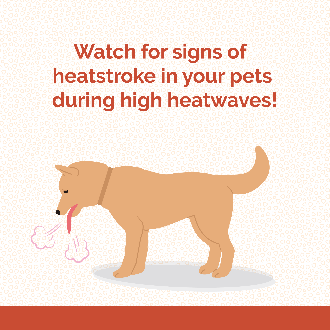 Watch for signs of
heatstroke in your pets
during high heatwaves!